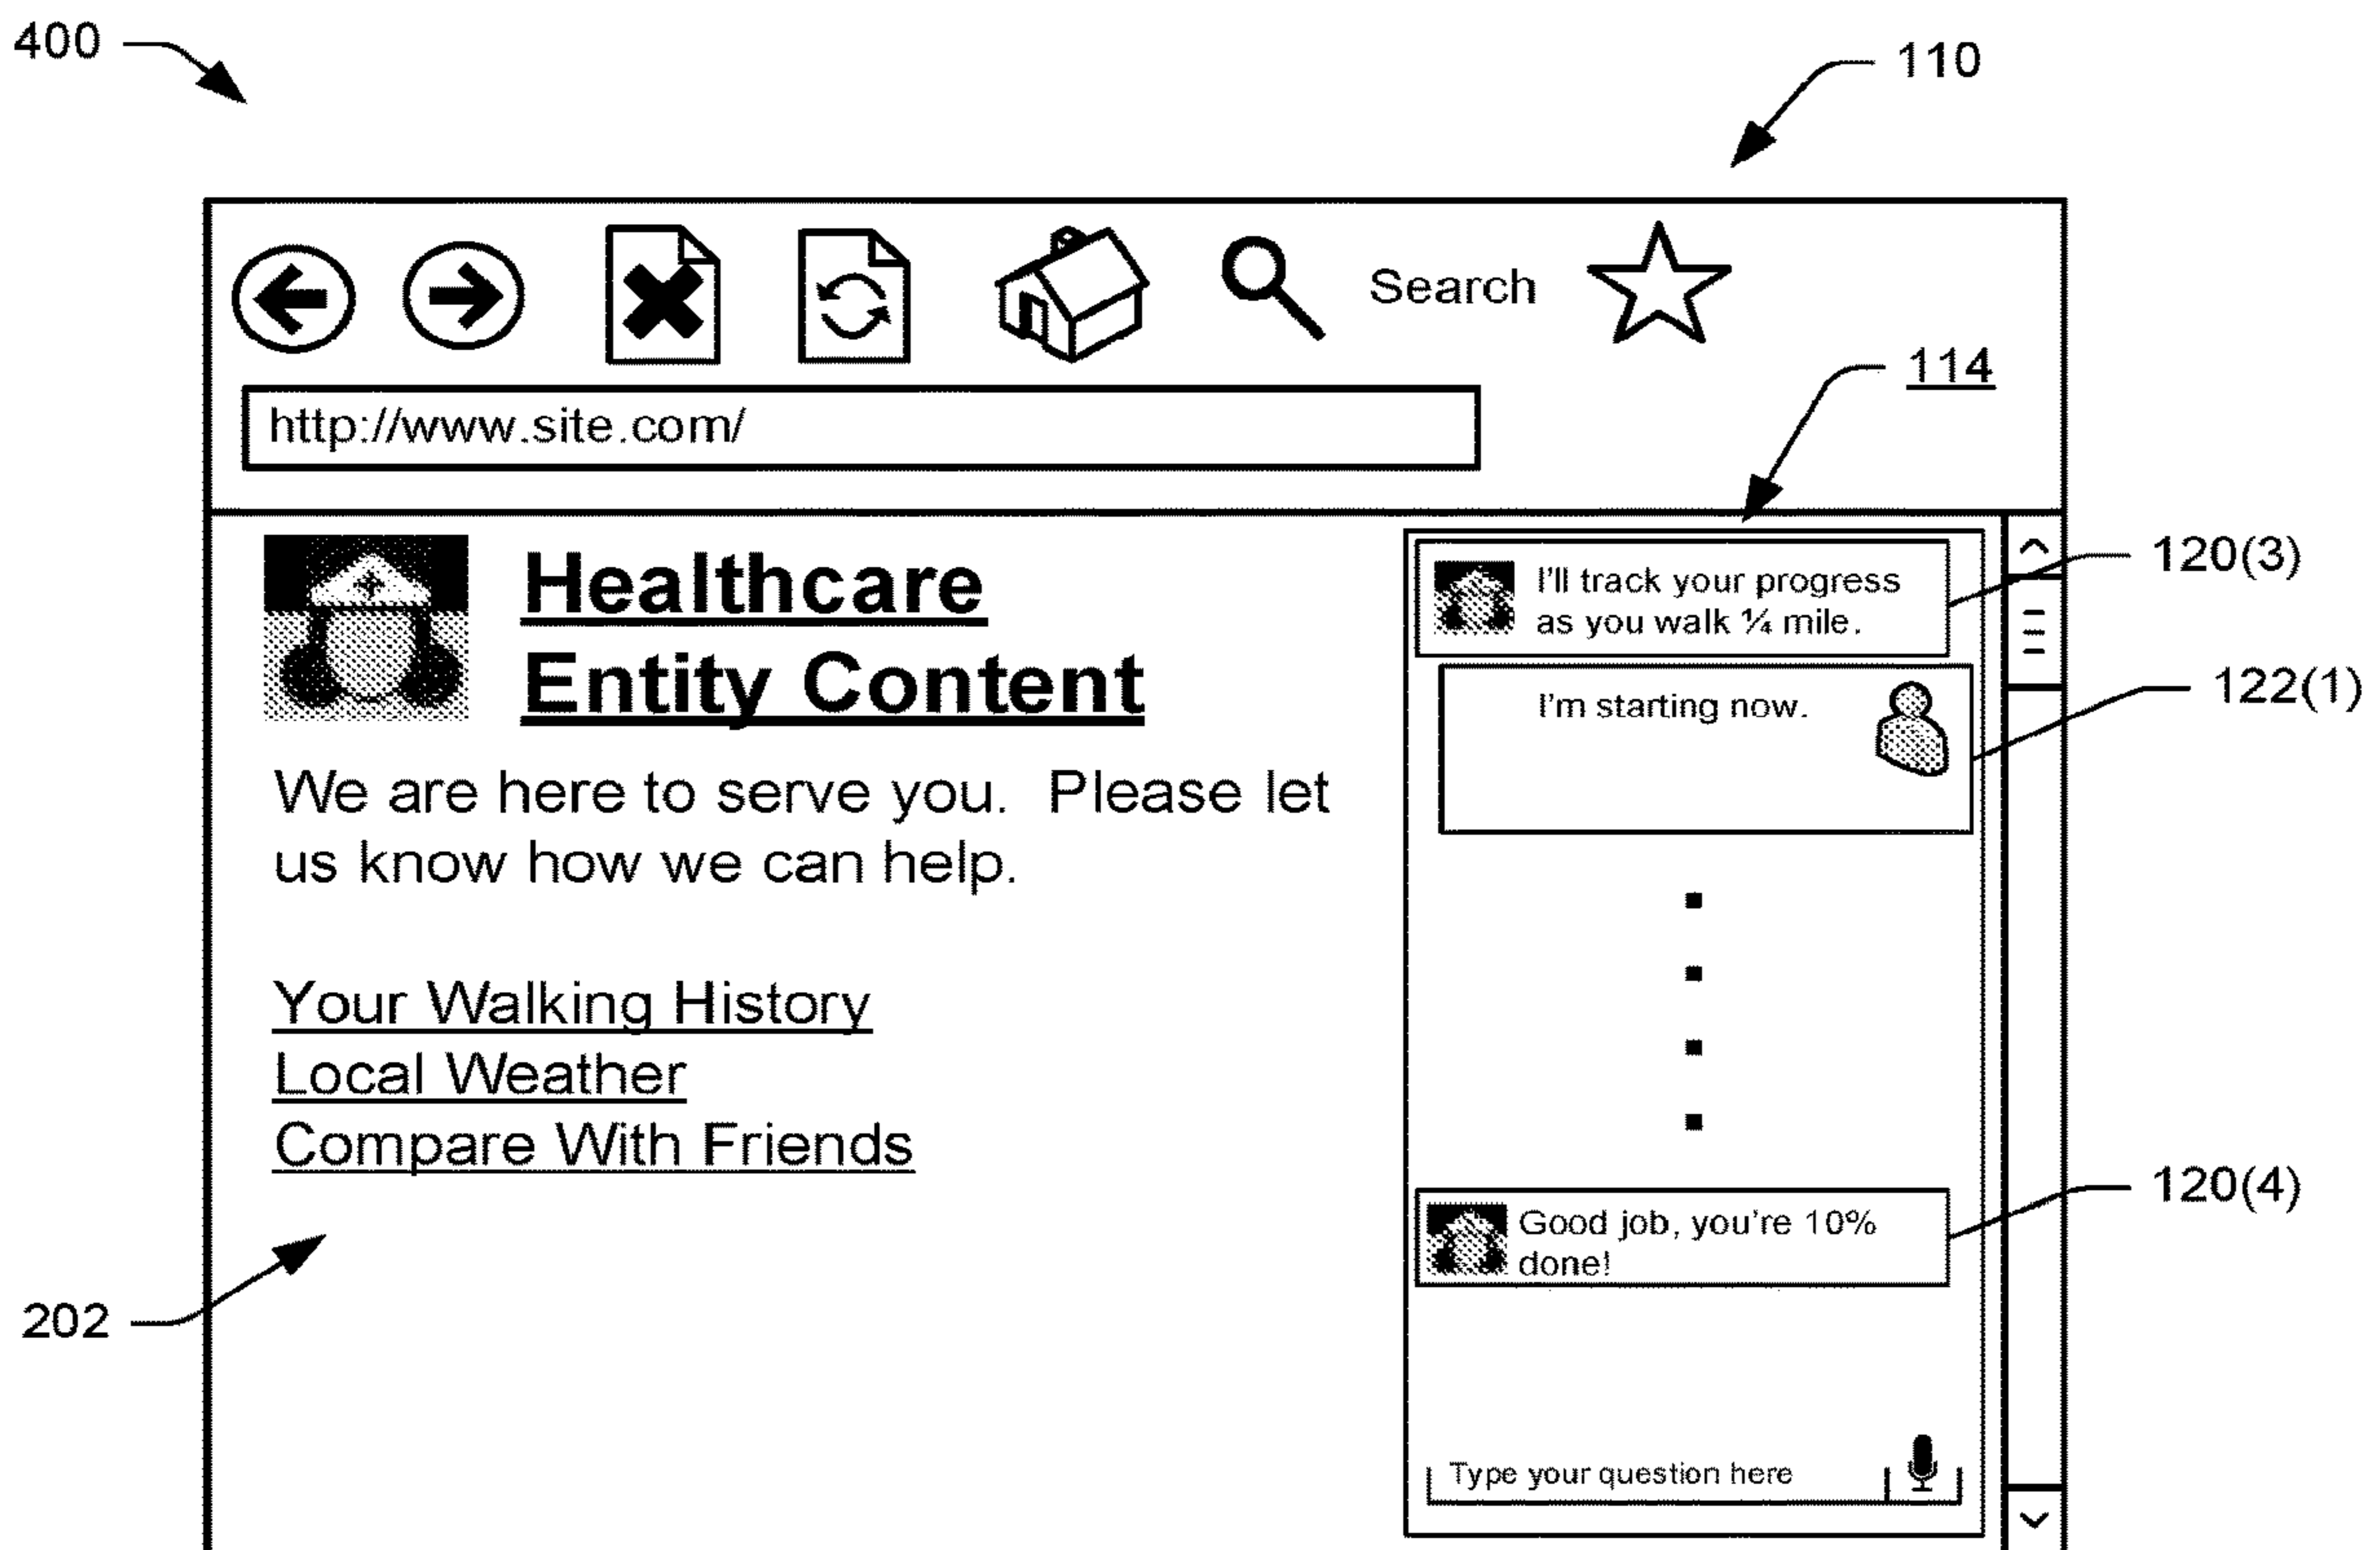 400
110
Search
114
http://www.site.com/
Healthcare
Entity Content
We are here to serve you.  Please let
us know how we can help.
Your Walking History
Local Weather
Compare With Friends
202
I'll track your progress
as you walk ¼ mile.
120(3)
I'm starting now.
122(1)
Good job, you're 10%
done!
120(4)
Type your question here